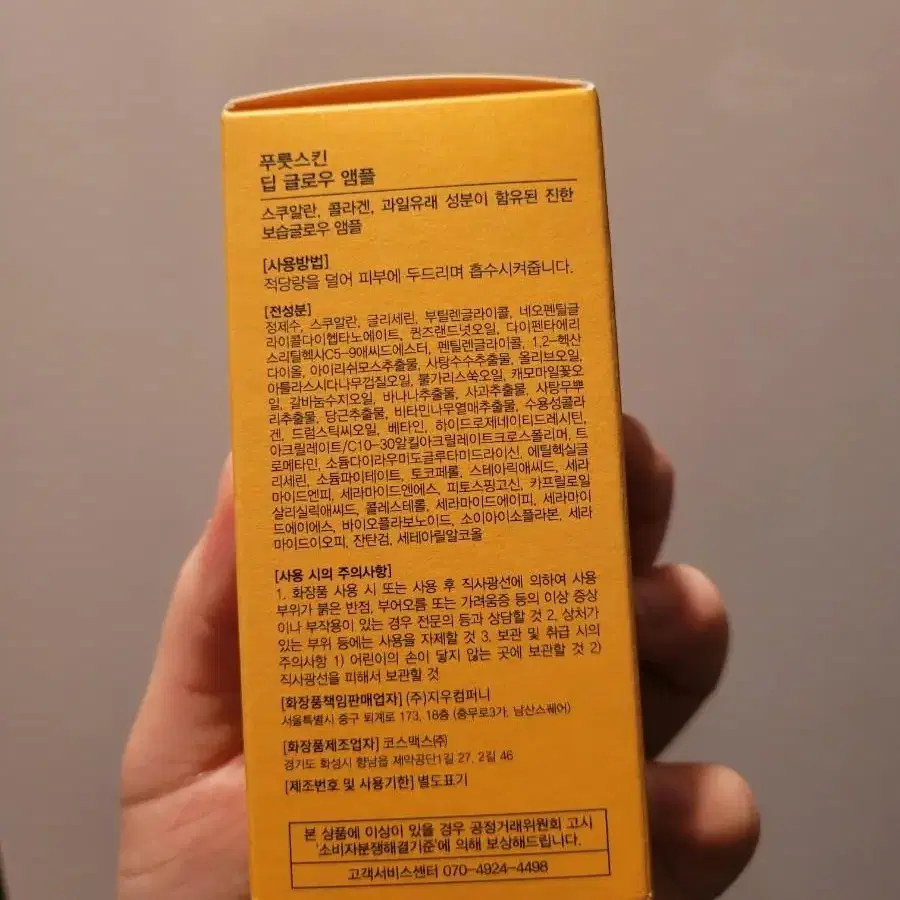 푸룻스킨
딥 글로우 앰플
스쿠알란, 콜라겐, 과일유래 성분이 함유된 진한
보습글로우 앰플
[사용방법]
적당량을 덜어 피부에 두드리며 흡수시켜줍니다.
[전성분]
정제수, 스쿠알란, 글리세린, 부틸렌글라이콜, 네오펜틸글
라이콜다이헵타노에이트, 퀸즈랜드넛오일, 다이펜타에리
스리틸헥사C5-9애씨드에스터, 펜틸렌글라이콜, 1,2-헥산
다이올, 아이리쉬모스추출물, 사탕수수추출물, 올리브오일,
아틀라스시다나무껍질오일, 불가리스쑥오일, 캐모마일꽃오
일, 갈바눔수지오일, 바나나추출물, 사과추출물, 사탕무뿌
리추출물, 당근추출물, 비타민나무열매추출물, 수용성콜라
겐, 드럼스틱씨오일, 베타인, 하이드로제네이티드레시틴,
아크릴레이트/C10-30알킬아크릴레이트크로스폴리머, 트
로메타민, 소듐다이라우라미도글루타미드라이신, 에틸헥실글
리세린, 소듐파이테이트, 토코페롤, 스테아릭애씨드, 세라
마이드엔피, 세라마이드엔에스, 피토스핑고신, 카프릴로일
살리실릭애씨드, 콜레스테롤, 세라마이드에이피, 세라마이
드에이에스, 바이오플라보노이드, 소이아이소플라본, 세라
마이드이오피, 잔탄검, 세테아릴알코올
[사용 시의 주의사항]
1. 화장품 사용 시 또는 사용 후 직사광선에 의하여 사용
부위가 붉은 반점, 부어오름 또는 가려움증 등의 이상 증상
이나 부작용이 있는 경우 전문의 등과 상담할 것 2. 상처가
있는 부위 등에는 사용을 자제할 것 3. 보관 및 취급 시의
주의사항 1) 어린이의 손이 닿지 않는 곳에 보관할 것 2)
직사광선을 피해서 보관할 것
[화장품책임판매업자] (주)지우컴퍼니
서울특별시 중구 퇴계로 173, 18층 (충무로3가, 남산스퀘어)
[화장품제조업자] 코스맥스㈜
경기도 화성시 향남읍 제약공단1길 27, 2길 46
[제조번호 및 사용기한] 별도표기
본 상품에 이상이 있을 경우 공정거래위원회 고시
'소비자분쟁해결기준'에 의해 보상해드립니다.
고객서비스센터 070-4924-4498